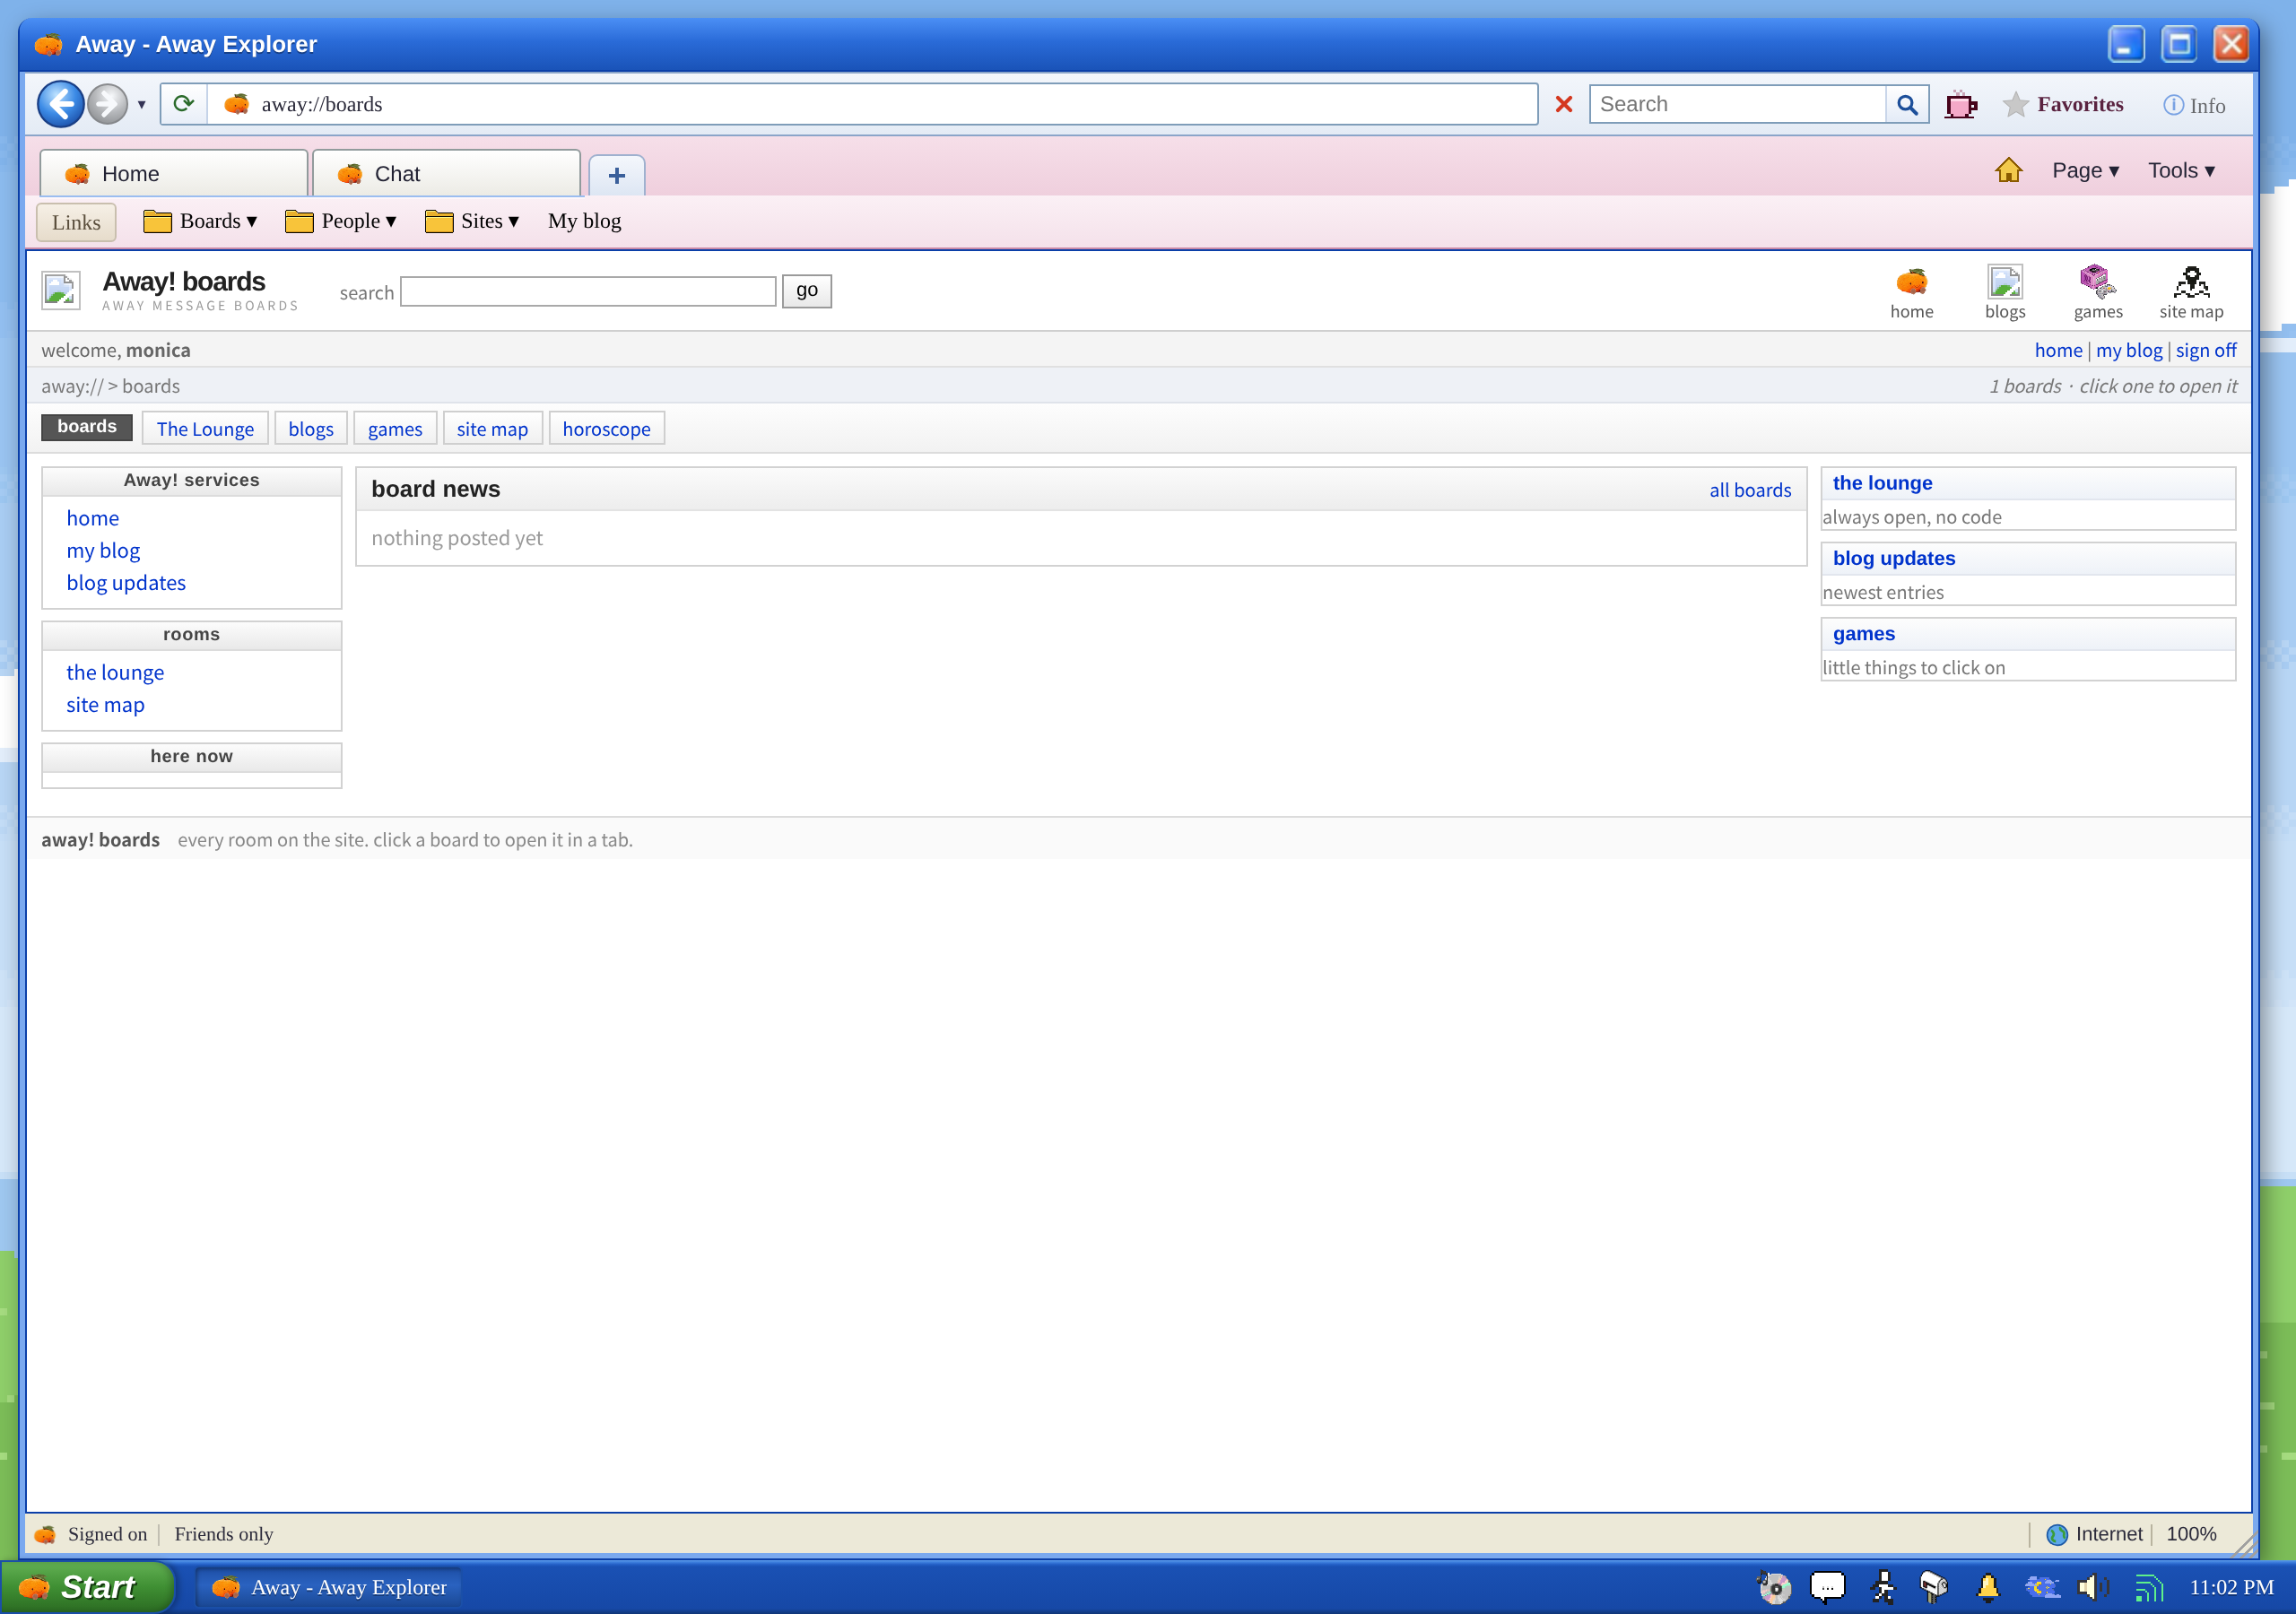 Away - Away Explorer
away://boards
Search
Favorites
Info
Home
Chat
+
Page ▾
Tools ▾
Links
Boards ▾
People ▾
Sites ▾
My blog
Away! boards
AWAY MESSAGE BOARDS
search
go
home
blogs
games
site map
welcome, monica
home | my blog | sign off
away:// > boards
1 boards · click one to open it
boards
The Lounge
blogs
games
site map
horoscope
Away! services
home
my blog
blog updates
rooms
the lounge
site map
here now
board news
all boards
nothing posted yet
the lounge
always open, no code
blog updates
newest entries
games
little things to click on
away! boards every room on the site. click a board to open it in a tab.
Signed on
Friends only
Internet
100%
Start
Away - Away Explorer
11:02 PM